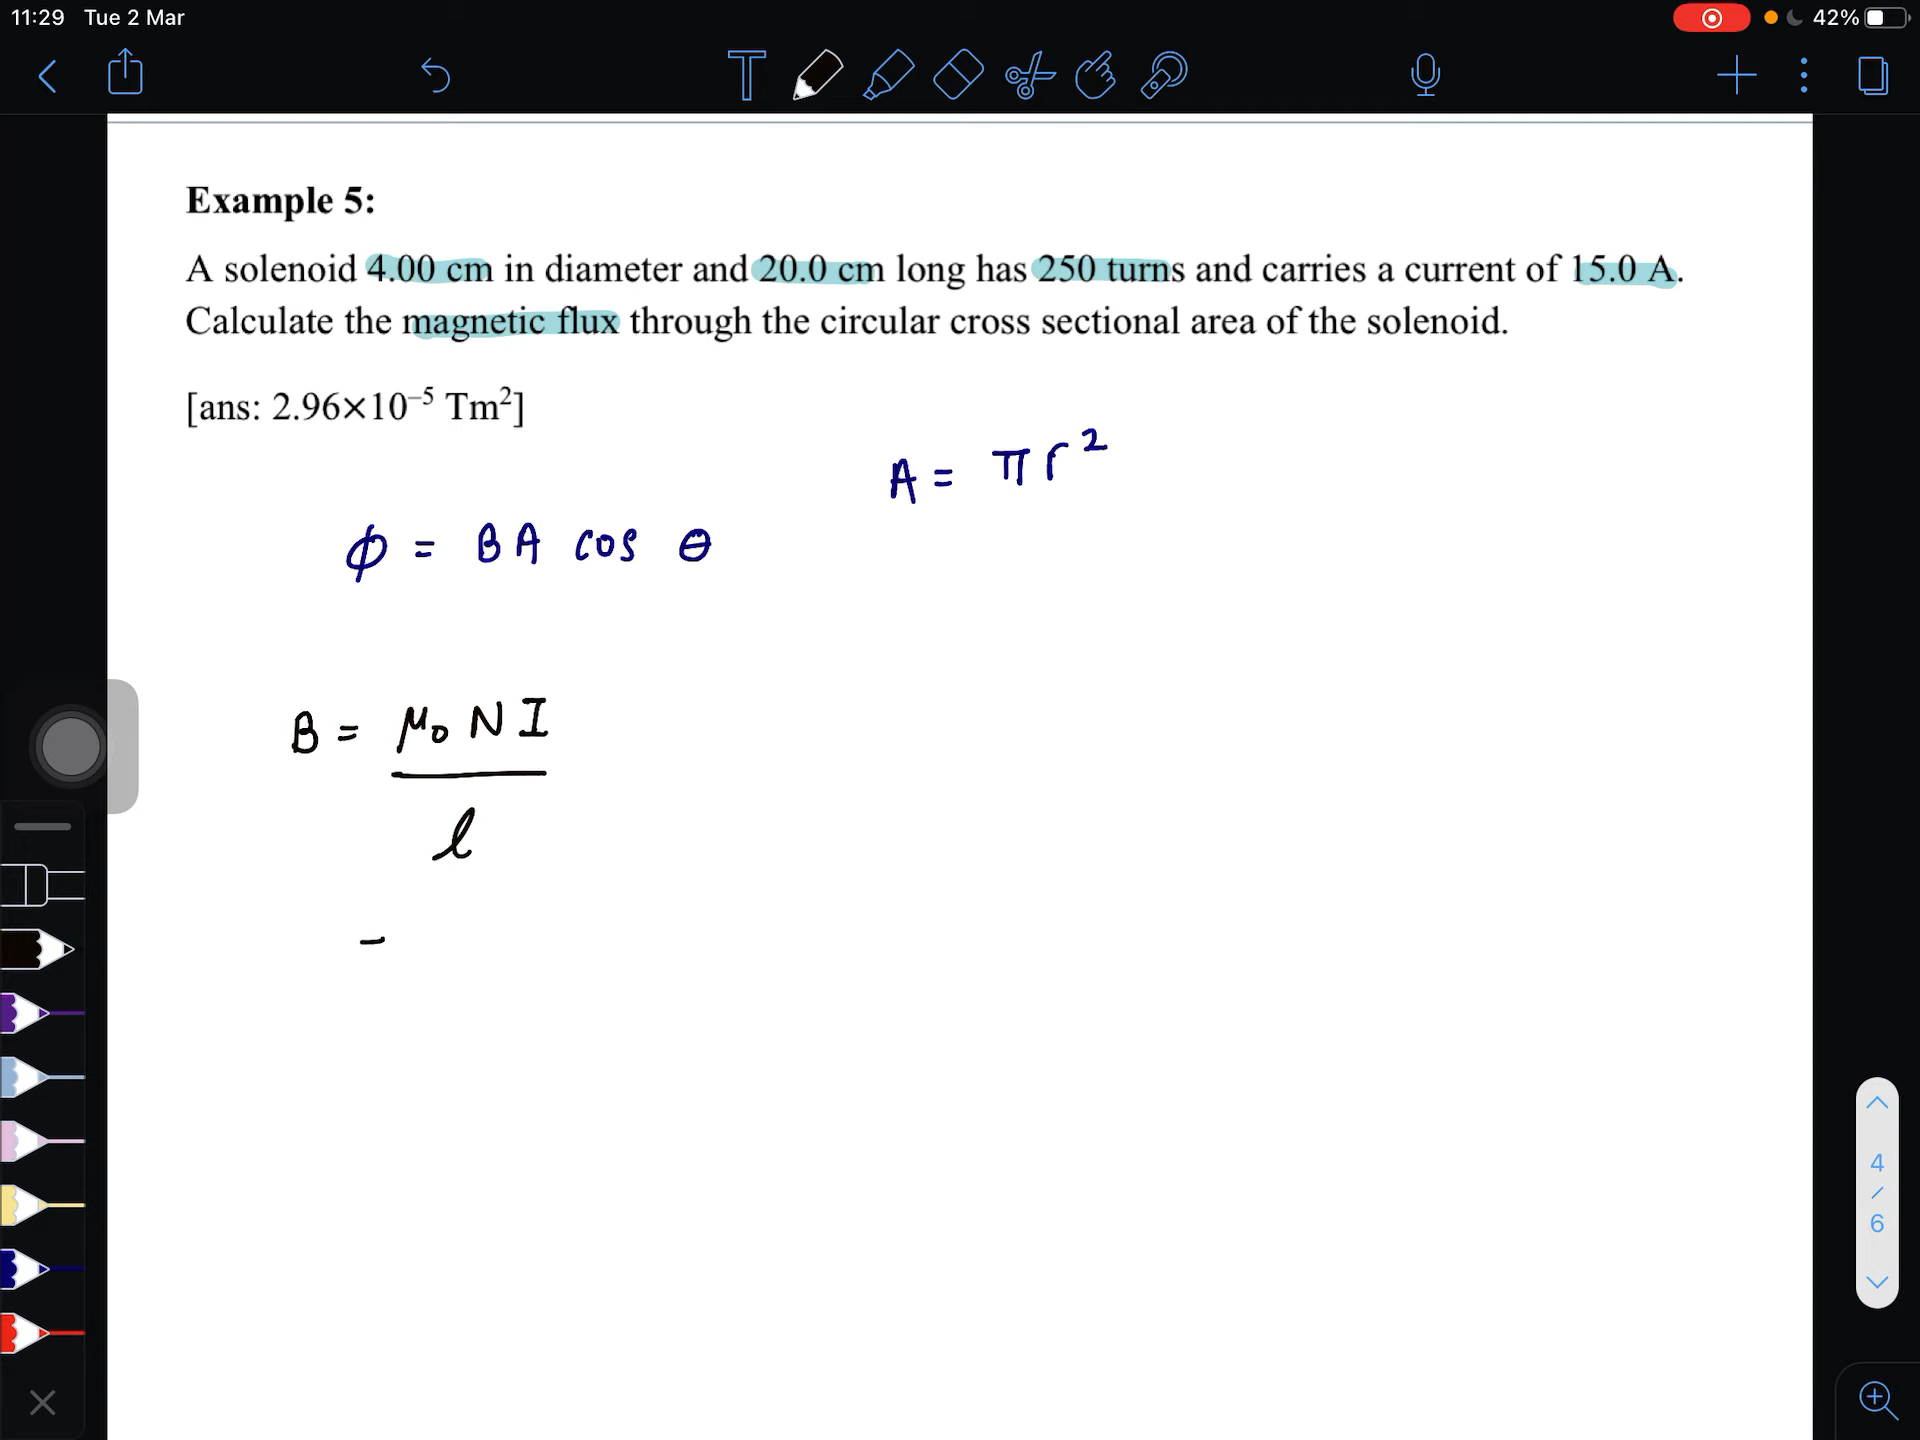 11:29 Tue 2 Mar
42%
T
Example 5:
A solenoid 4.00 cm in diameter and 20.0 cm long has 250 turns and carries a current of 15.0 A.
Calculate the magnetic flux through the circular cross sectional area of the solenoid.
[ans: 2.96×10⁻⁵ Tm²]
A = πr²
ϕ = BA cos θ
B = μ₀ N I
l
-
4
/
6